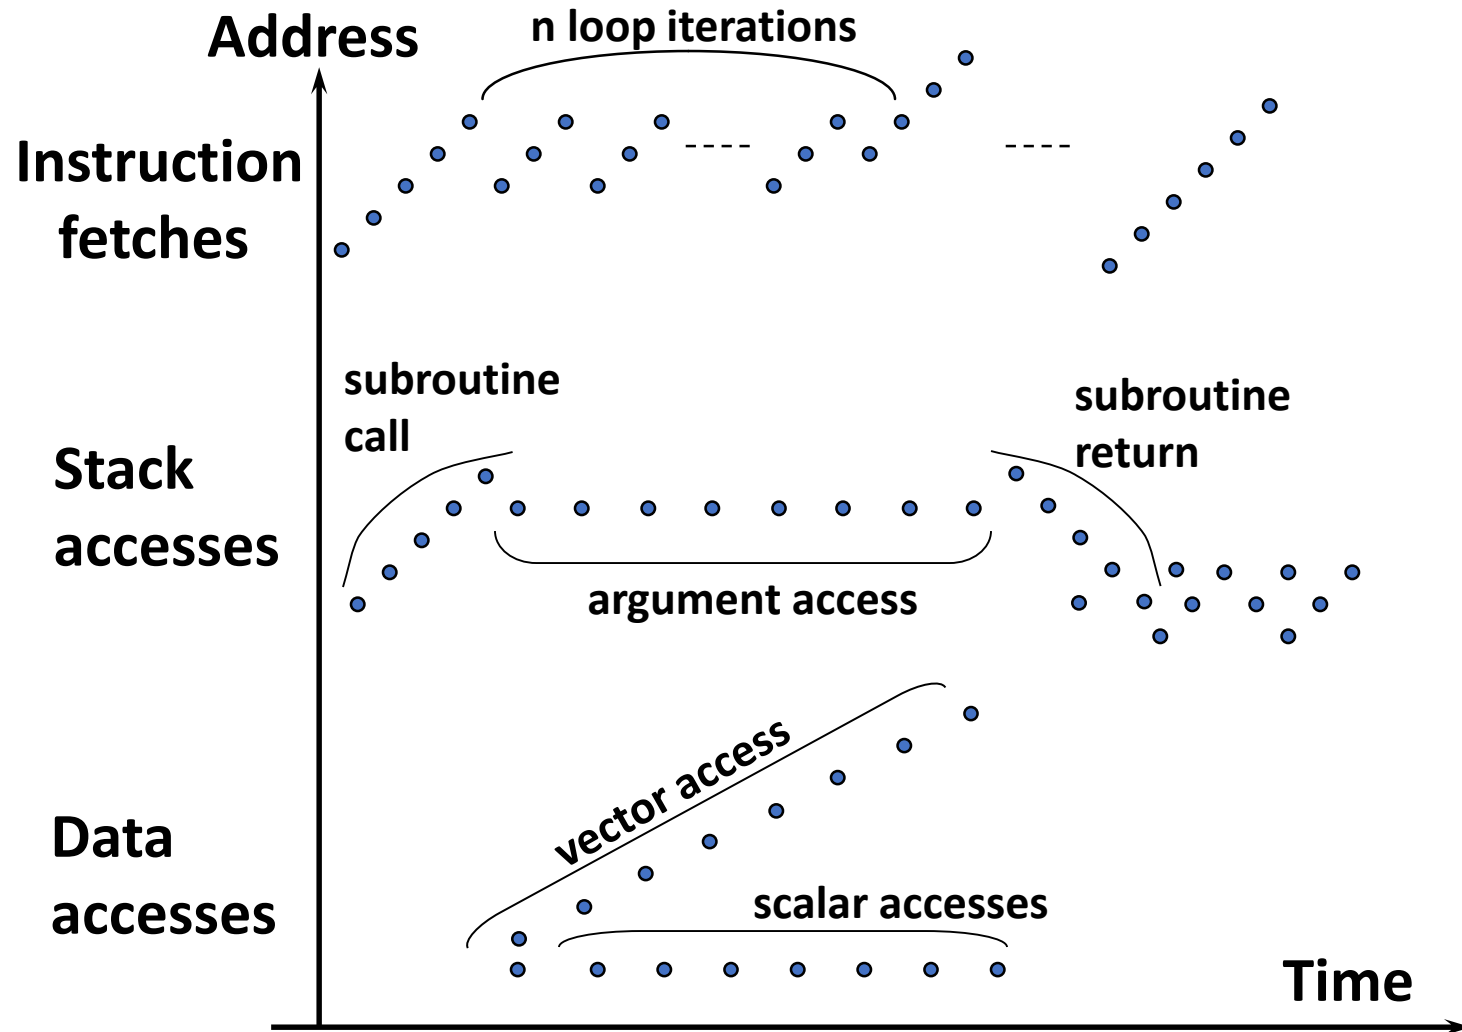 Address
n loop iterations
Instruction
fetches
subroutine
call
subroutine
return
Stack
accesses
argument access
vector access
Data
accesses
scalar accesses
Time